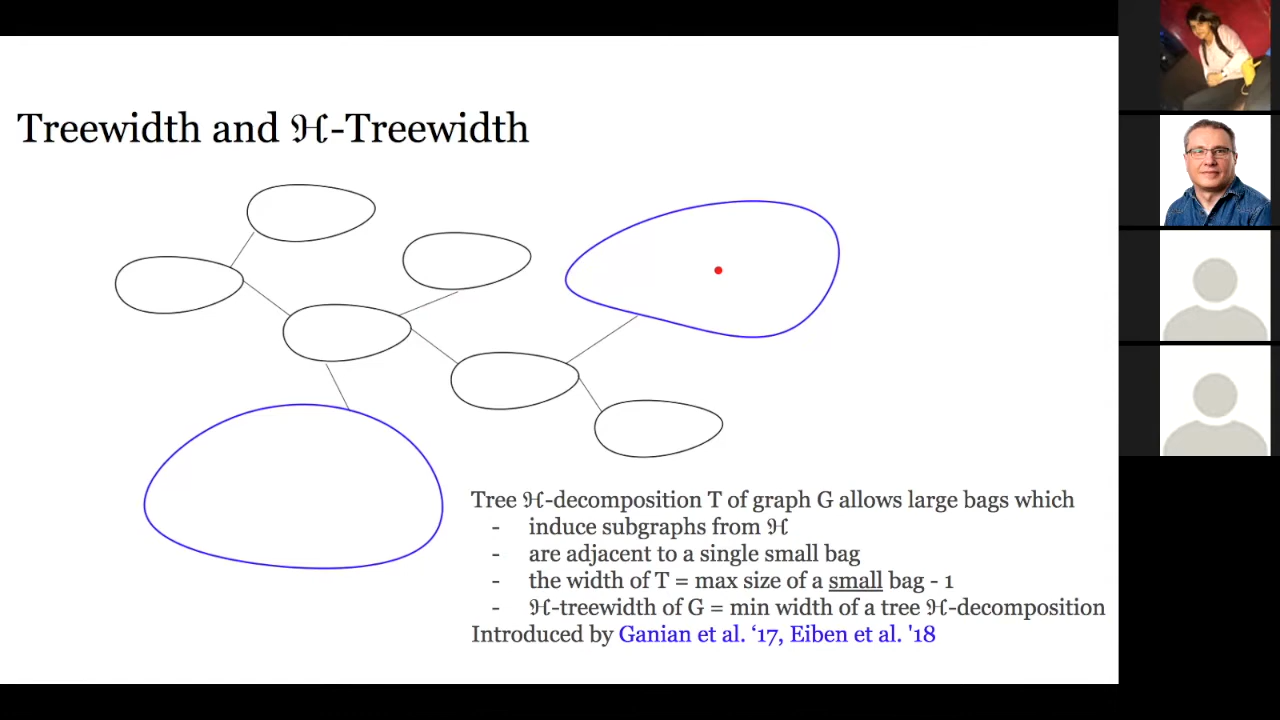 Treewidth and ℋ-Treewidth
Tree ℋ-decomposition T of graph G allows large bags which
- induce subgraphs from ℋ
- are adjacent to a single small bag
- the width of T = max size of a small bag - 1
- ℋ-treewidth of G = min width of a tree ℋ-decomposition
Introduced by Ganian et al. ‘17, Eiben et al. '18